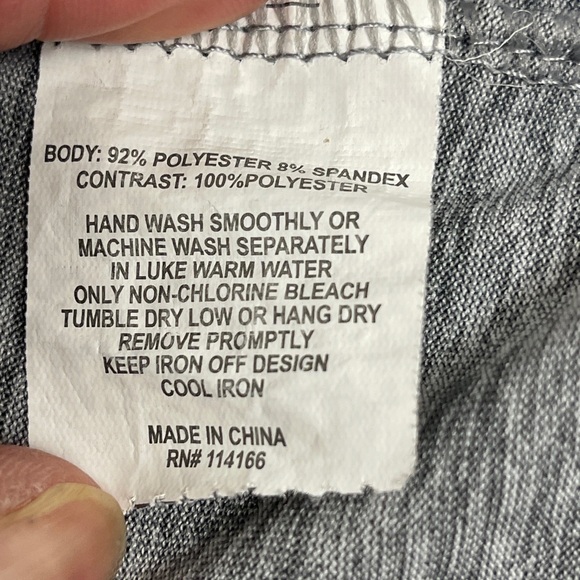 BODY: 92% POLYESTER 8% SPANDEX
CONTRAST: 100%POLYESTER
HAND WASH SMOOTHLY OR
MACHINE WASH SEPARATELY
IN LUKE WARM WATER
ONLY NON-CHLORINE BLEACH
TUMBLE DRY LOW OR HANG DRY
REMOVE PROMPTLY
KEEP IRON OFF DESIGN
COOL IRON
MADE IN CHINA
RN# 114166